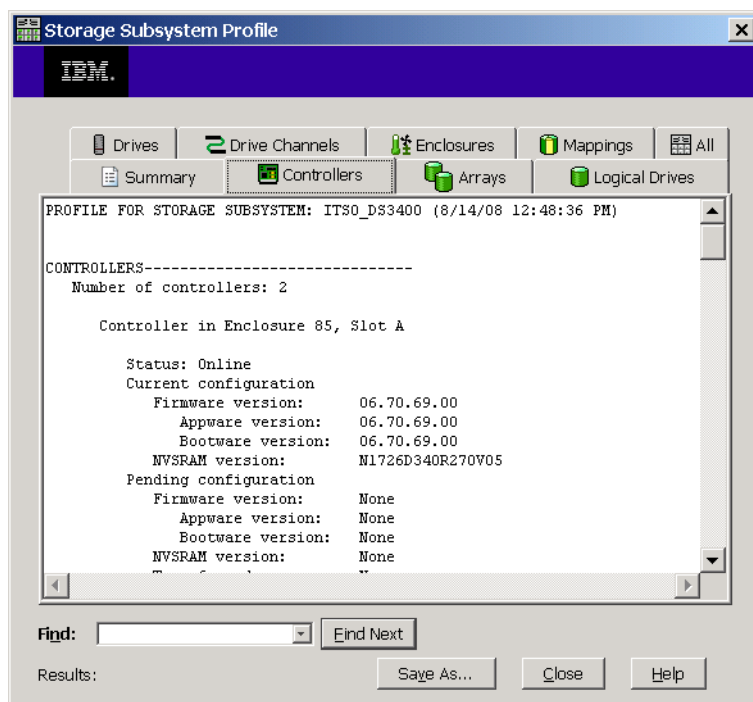 Storage Subsystem Profile
IBM.
Drives Drive Channels Enclosures Mappings All
Summary Controllers Arrays Logical Drives
PROFILE FOR STORAGE SUBSYSTEM: ITSO_DS3400 (8/14/08 12:48:36 PM)
CONTROLLERS------------------------------
Number of controllers: 2
Controller in Enclosure 85, Slot A
Status: Online
Current configuration
Firmware version: 06.70.69.00
Appware version: 06.70.69.00
Bootware version: 06.70.69.00
NVSRAM version: N1726D340R270V05
Pending configuration
Firmware version: None
Appware version: None
Bootware version: None
NVSRAM version: None
Find: Find Next
Results: Save As... Close Help